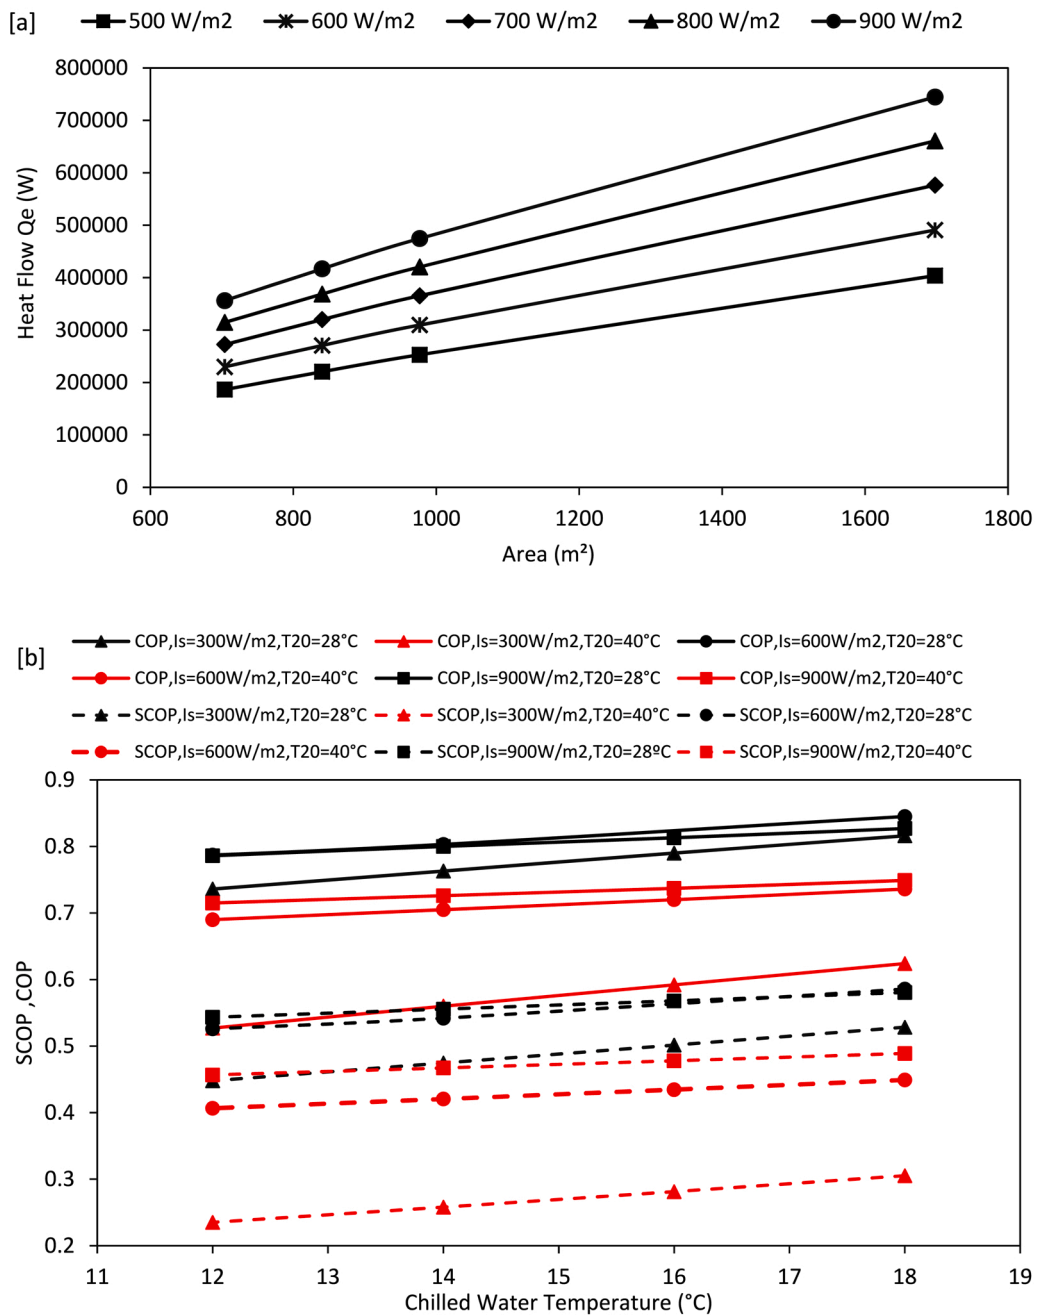 [a] 500 W/m2 600 W/m2 700 W/m2 800 W/m2 900 W/m2
800000
700000
600000
500000
400000
300000
200000
100000
0
Heat Flow Qe (W)
600 800 1000 1200 1400 1600 1800
Area (m²)
[b]
COP,Is=300W/m2,T20=28°C COP,Is=300W/m2,T20=40°C COP,Is=600W/m2,T20=28°C
COP,Is=600W/m2,T20=40°C COP,Is=900W/m2,T20=28°C COP,Is=900W/m2,T20=40°C
SCOP,Is=300W/m2,T20=28°C SCOP,Is=300W/m2,T20=40°C SCOP,Is=600W/m2,T20=28°C
SCOP,Is=600W/m2,T20=40°C SCOP,Is=900W/m2,T20=28ºC SCOP,Is=900W/m2,T20=40°C
0.9
0.8
0.7
0.6
0.5
0.4
0.3
0.2
SCOP ,COP
11 12 13 14 15 16 17 18 19
Chilled Water Temperature (°C)